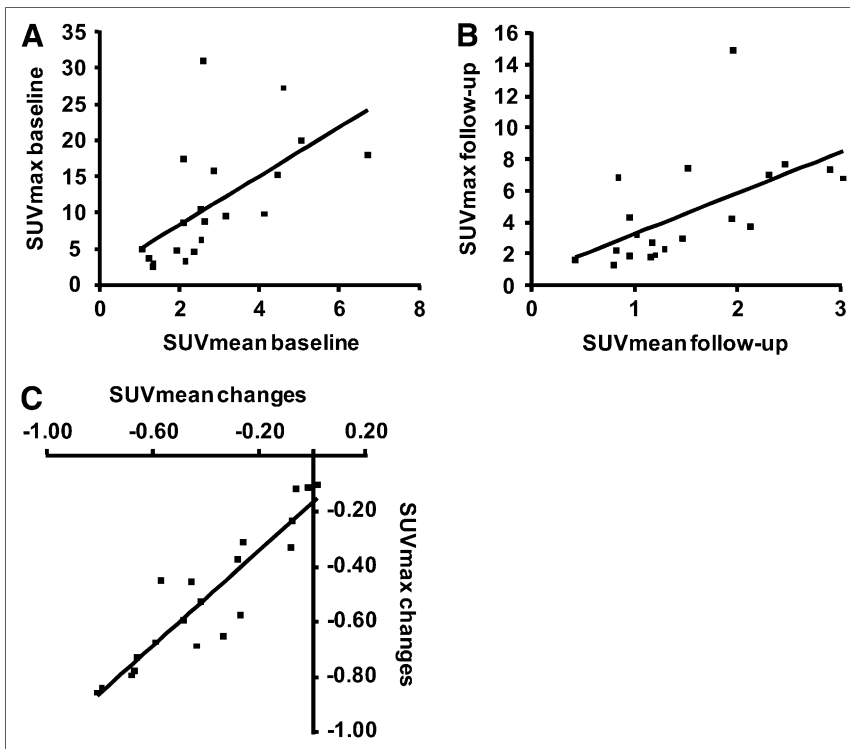 A
SUVmax baseline
35
30
25
20
15
10
5
0
0 2 4 6 8
SUVmean baseline
B
SUVmax follow-up
16
14
12
10
8
6
4
2
0
0 1 2 3
SUVmean follow-up
C
SUVmean changes
-1.00 -0.60 -0.20 0.20
SUVmax changes
-0.20
-0.40
-0.60
-0.80
-1.00